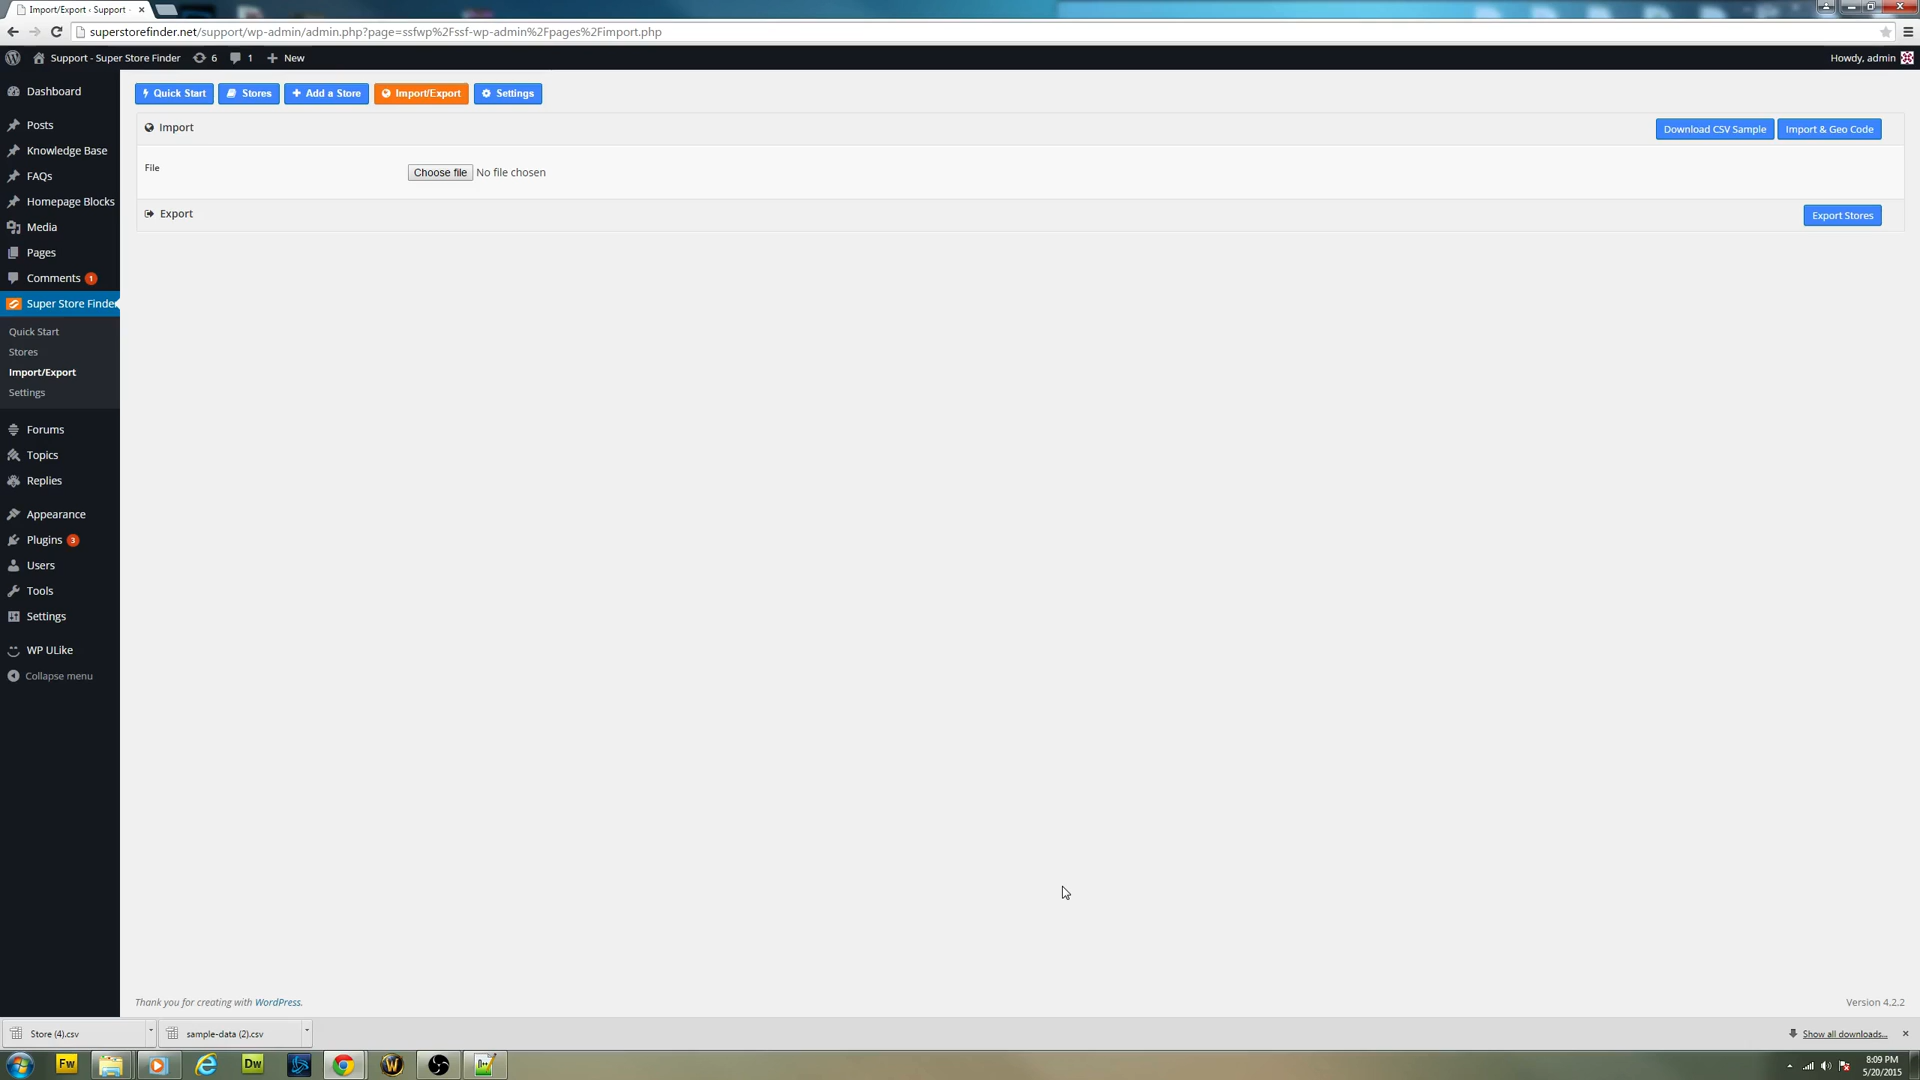 Import/Export ‹ Support -
superstorefinder.net/support/wp-admin/admin.php?page=ssfwp%2Fssf-wp-admin%2Fpages%2Fimport.php
Support - Super Store Finder 6 1 New Howdy, admin
Dashboard
Posts
Knowledge Base
FAQs
Homepage Blocks
Media
Pages
Comments 1
Super Store Finde
Quick Start
Stores
Import/Export
Settings
Forums
Topics
Replies
Appearance
Plugins 3
Users
Tools
Settings
WP ULike
Collapse menu
Quick Start Stores Add a Store Import/Export Settings
Import Download CSV Sample Import & Geo Code
File Choose file No file chosen
Export Export Stores
Thank you for creating with WordPress. Version 4.2.2
Store (4).csv sample-data (2).csv Show all downloads...
Fw Dw W
8:09 PM
5/20/2015